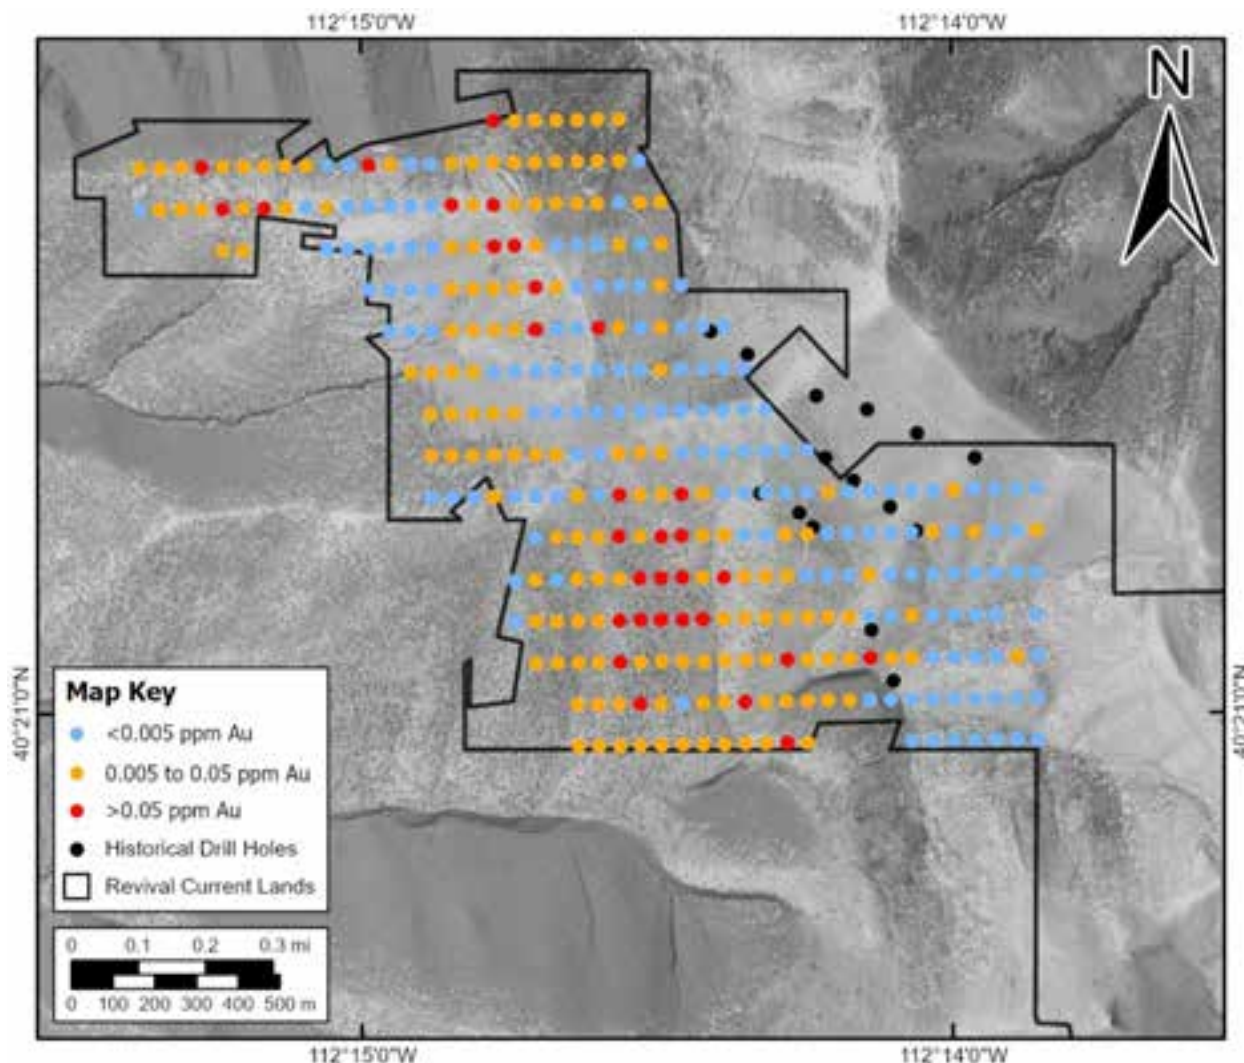 112°15'0"W
112°14'0"W
N
40°21'0"N
40°21'0"N
Map Key
<0.005 ppm Au
0.005 to 0.05 ppm Au
>0.05 ppm Au
Historical Drill Holes
Revival Current Lands
0 0.1 0.2 0.3 mi
0 100 200 300 400 500 m
112°15'0"W
112°14'0"W